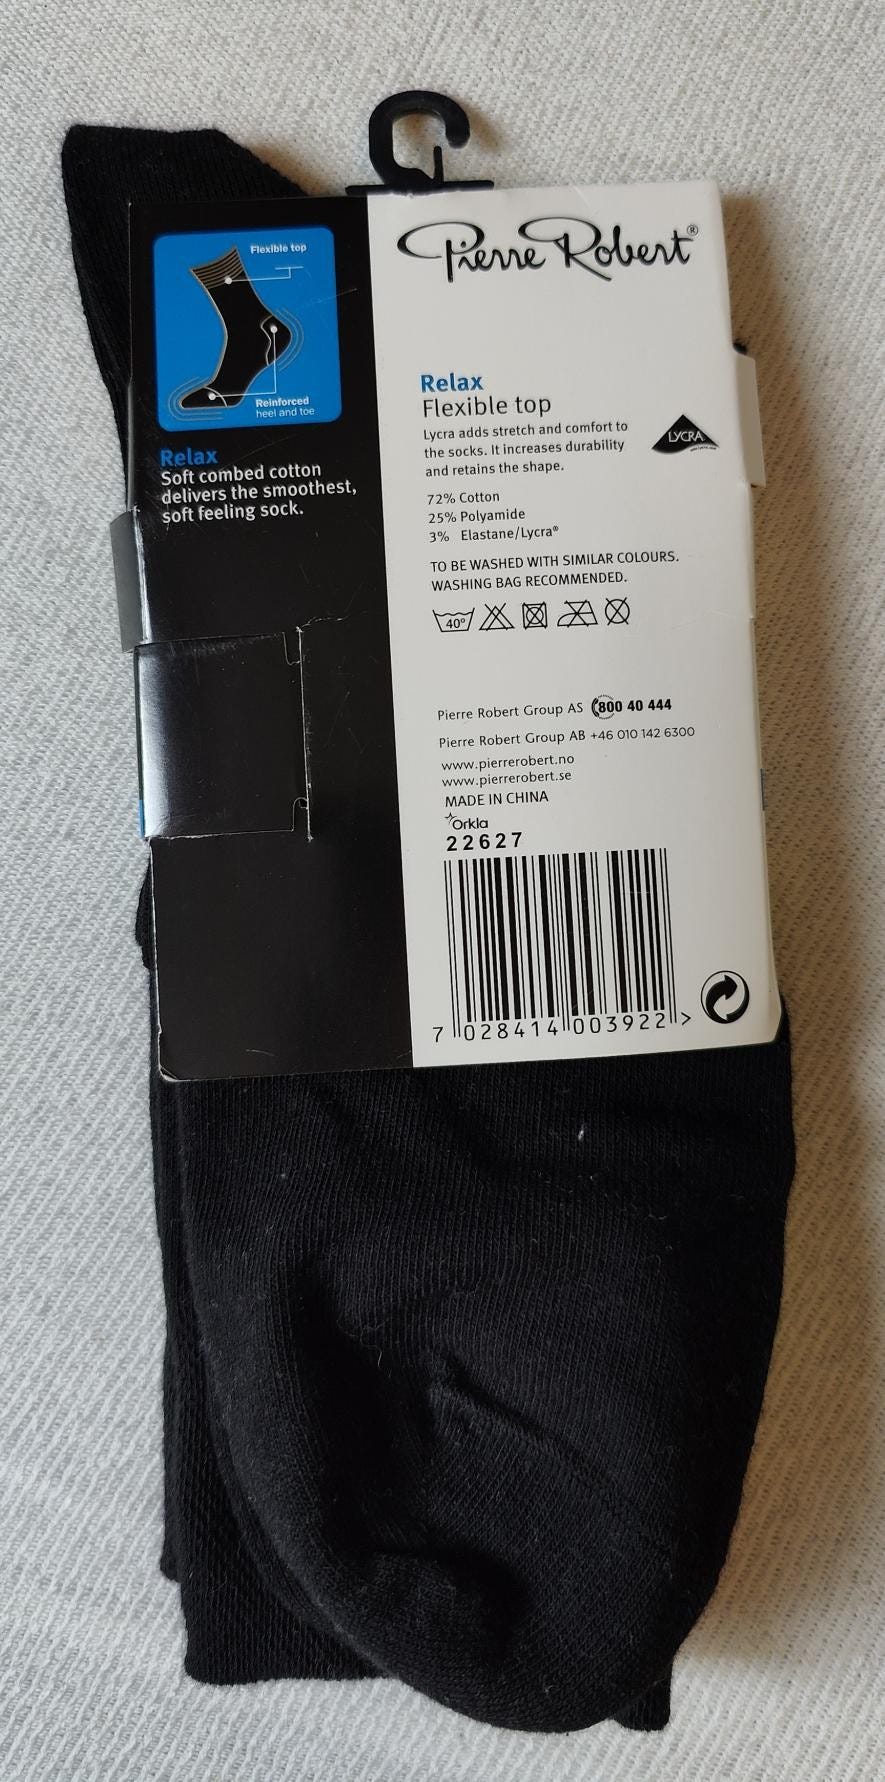 Flexible top
Reinforced
heel and toe
Relax
Soft combed cotton
delivers the smoothest,
soft feeling sock.
Pierre Robert®
Relax
Flexible top
Lycra adds stretch and comfort to
the socks. It increases durability
and retains the shape.
LYCRA
72% Cotton
25% Polyamide
3% Elastane/Lycra®
TO BE WASHED WITH SIMILAR COLOURS.
WASHING BAG RECOMMENDED.
40°
Pierre Robert Group AS 800 40 444
Pierre Robert Group AB +46 010 142 6300
www.pierrerobert.no
www.pierrerobert.se
MADE IN CHINA
Orkla
22627
7 028414 003922 >